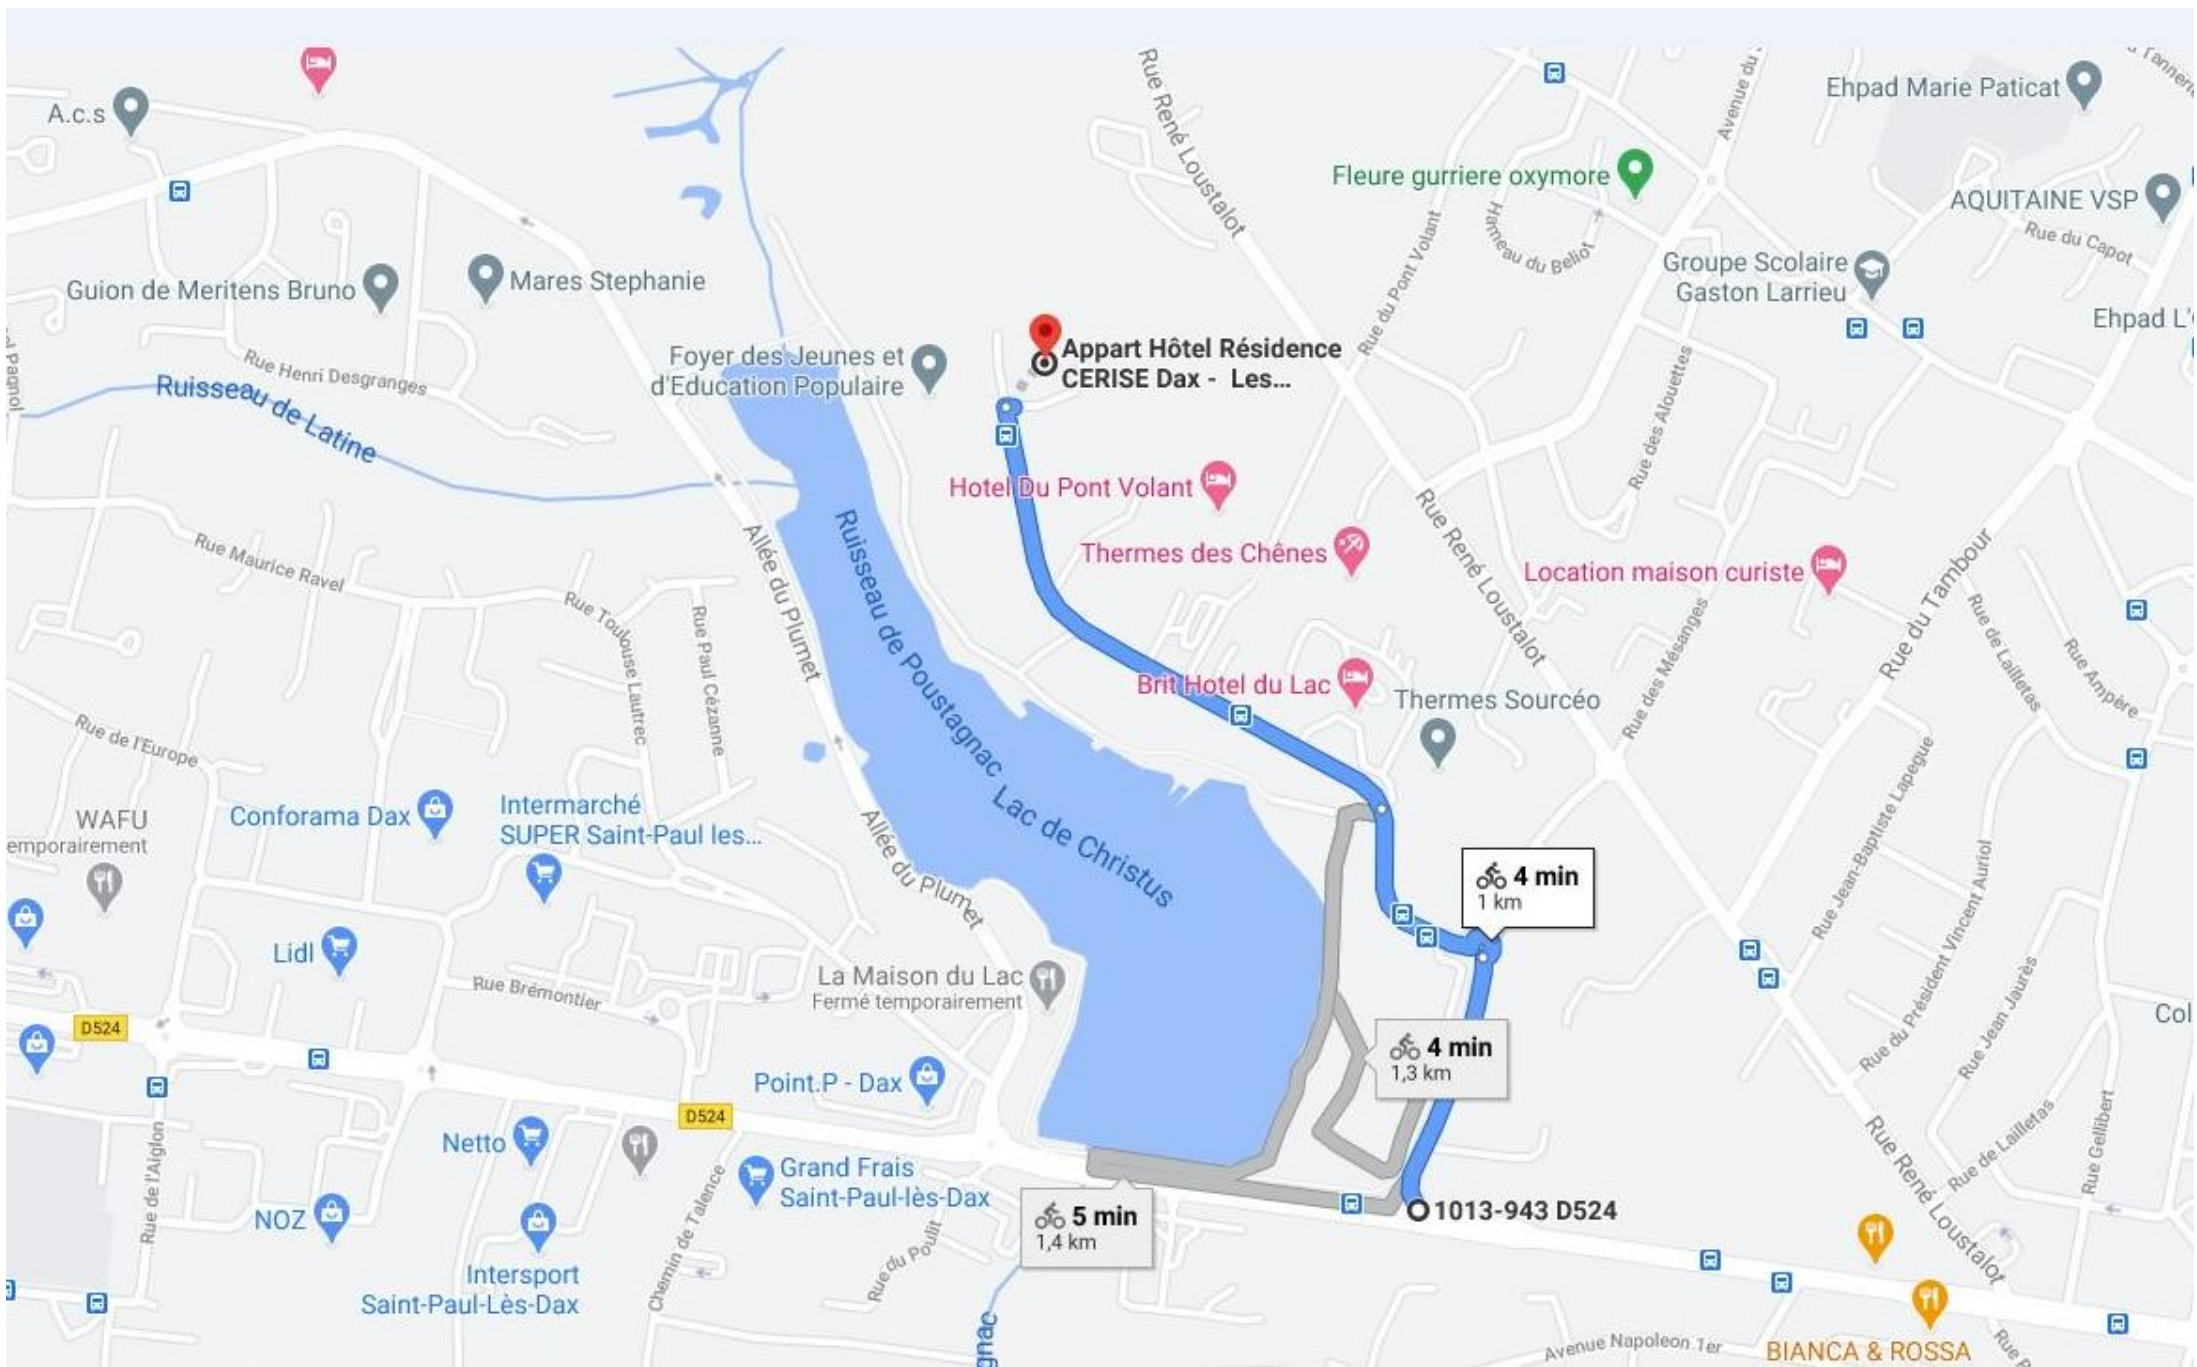 A.c.s
Rue René Loustalot
Avenue du
Ehpad Marie Paticat
Fleure gurriere oxymore
AQUITAINE VSP
Rue du Capot
Hameau du Beliot
Rue du Pont Volant
Groupe Scolaire
Gaston Larrieu
Ehpad L'
Guion de Meritens Bruno
Mares Stephanie
Pagnol
Rue Henri Desgranges
Ruisseau de Latine
Foyer des Jeunes et
d'Education Populaire
Appart Hôtel Résidence
CERISE Dax - Les...
Rue des Alouettes
Hotel Du Pont Volant
Thermes des Chênes
Rue René Loustalot
Location maison curiste
Rue du Tambour
Rue Maurice Ravel
Allée du Plumet
Ruisseau de Poustagnac
Rue Toulouse Lautrec
Rue Paul Cézanne
Rue des Mésanges
Rue de Lailletas
Rue Ampère
Brit Hotel du Lac
Thermes Sourcéo
Rue de l'Europe
Rue Jean-Baptiste Lapegue
Conforama Dax
Intermarché
SUPER Saint-Paul les...
WAFU
emporairement
Lac de Christus
Allée du Plumet
4 min
1 km
Rue du Président Vincent Auriol
Lidl
Rue Brémontier
La Maison du Lac
Fermé temporairement
Rue Jean Jaurès
Col
D524
4 min
1,3 km
Point.P - Dax
D524
Netto
Rue de l'Aiglon
Grand Frais
Saint-Paul-lès-Dax
Chemin de Talence
Rue René Loustalot
Rue de Lailletas
Rue Gellibert
NOZ
5 min
1,4 km
1013-943 D524
Rue du Poulit
Intersport
Saint-Paul-Lès-Dax
gnac
Avenue Napoleon 1er
BIANCA & ROSSA